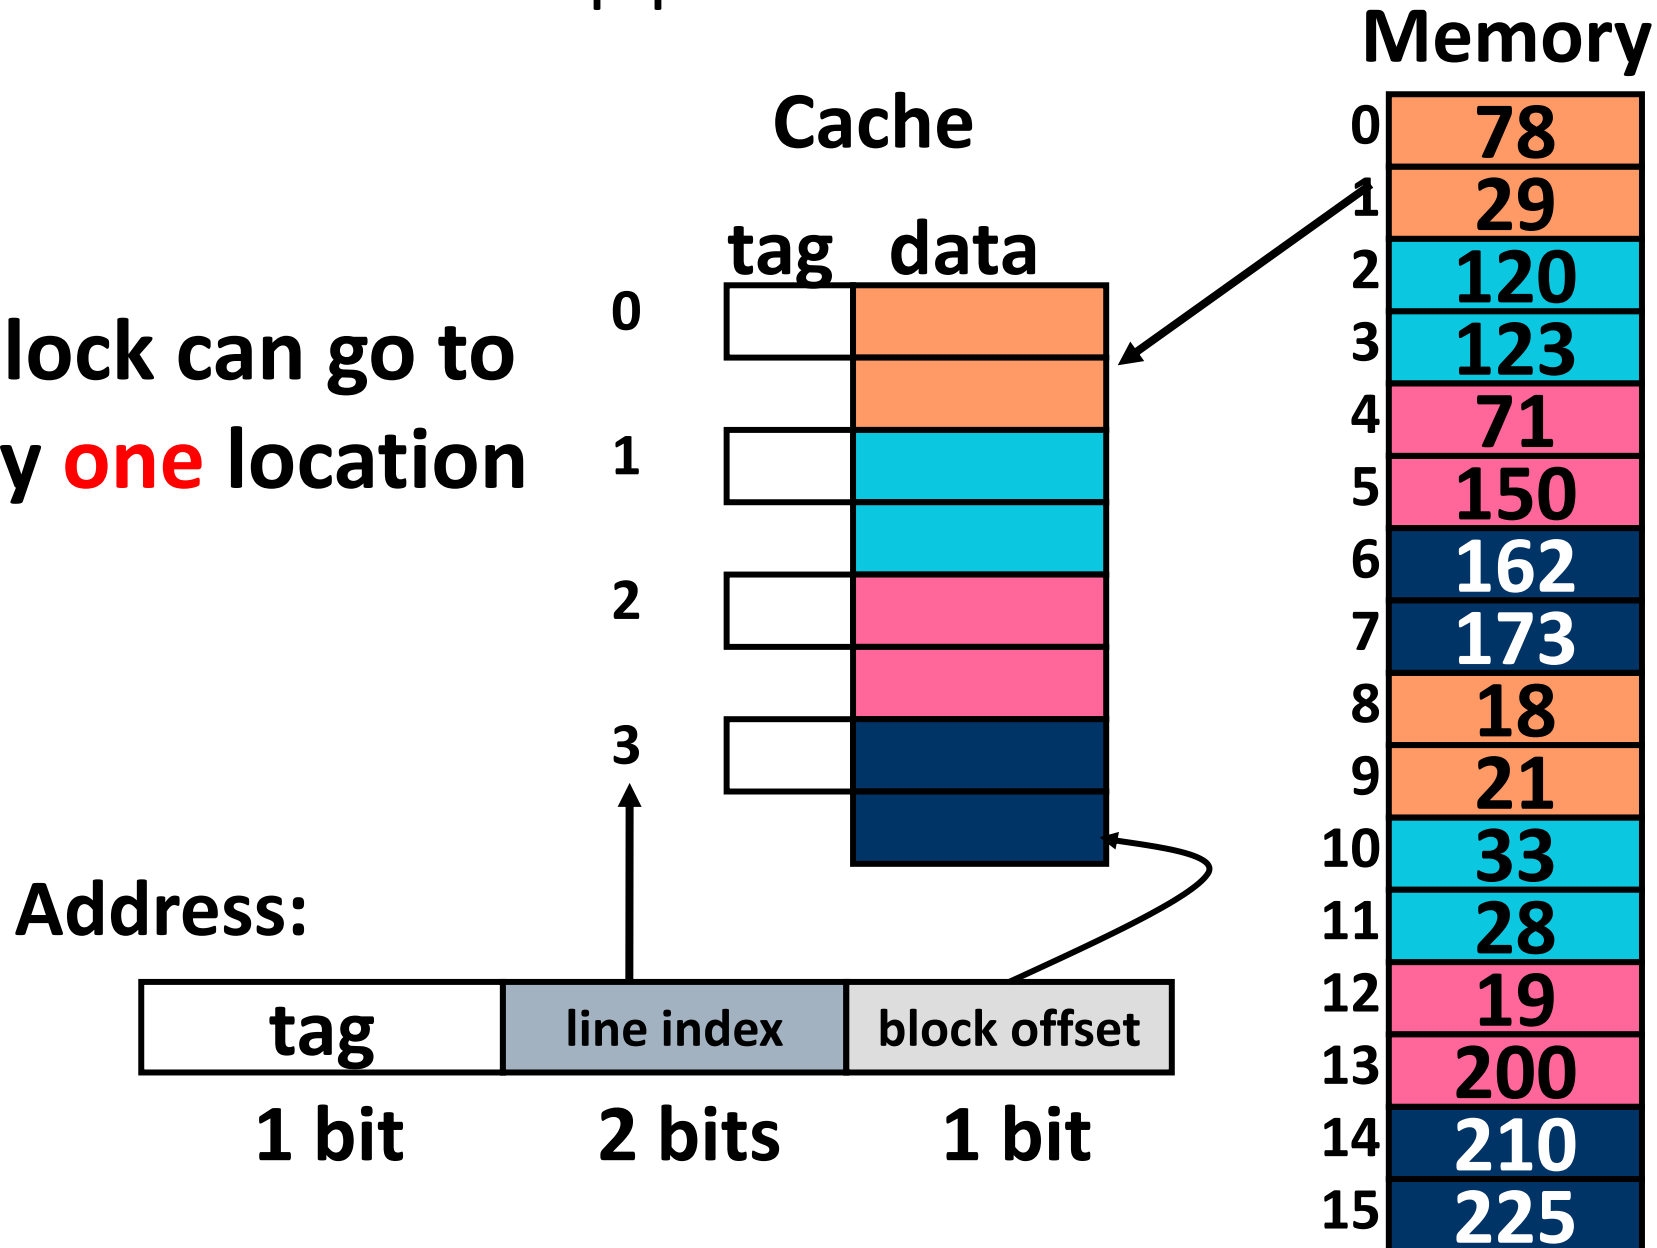 Memory
Cache
tag data
0
1
2
3
lock can go to
y one location
Address:
tag line index block offset
1 bit 2 bits 1 bit
0 78
1 29
2 120
3 123
4 71
5 150
6 162
7 173
8 18
9 21
10 33
11 28
12 19
13 200
14 210
15 225